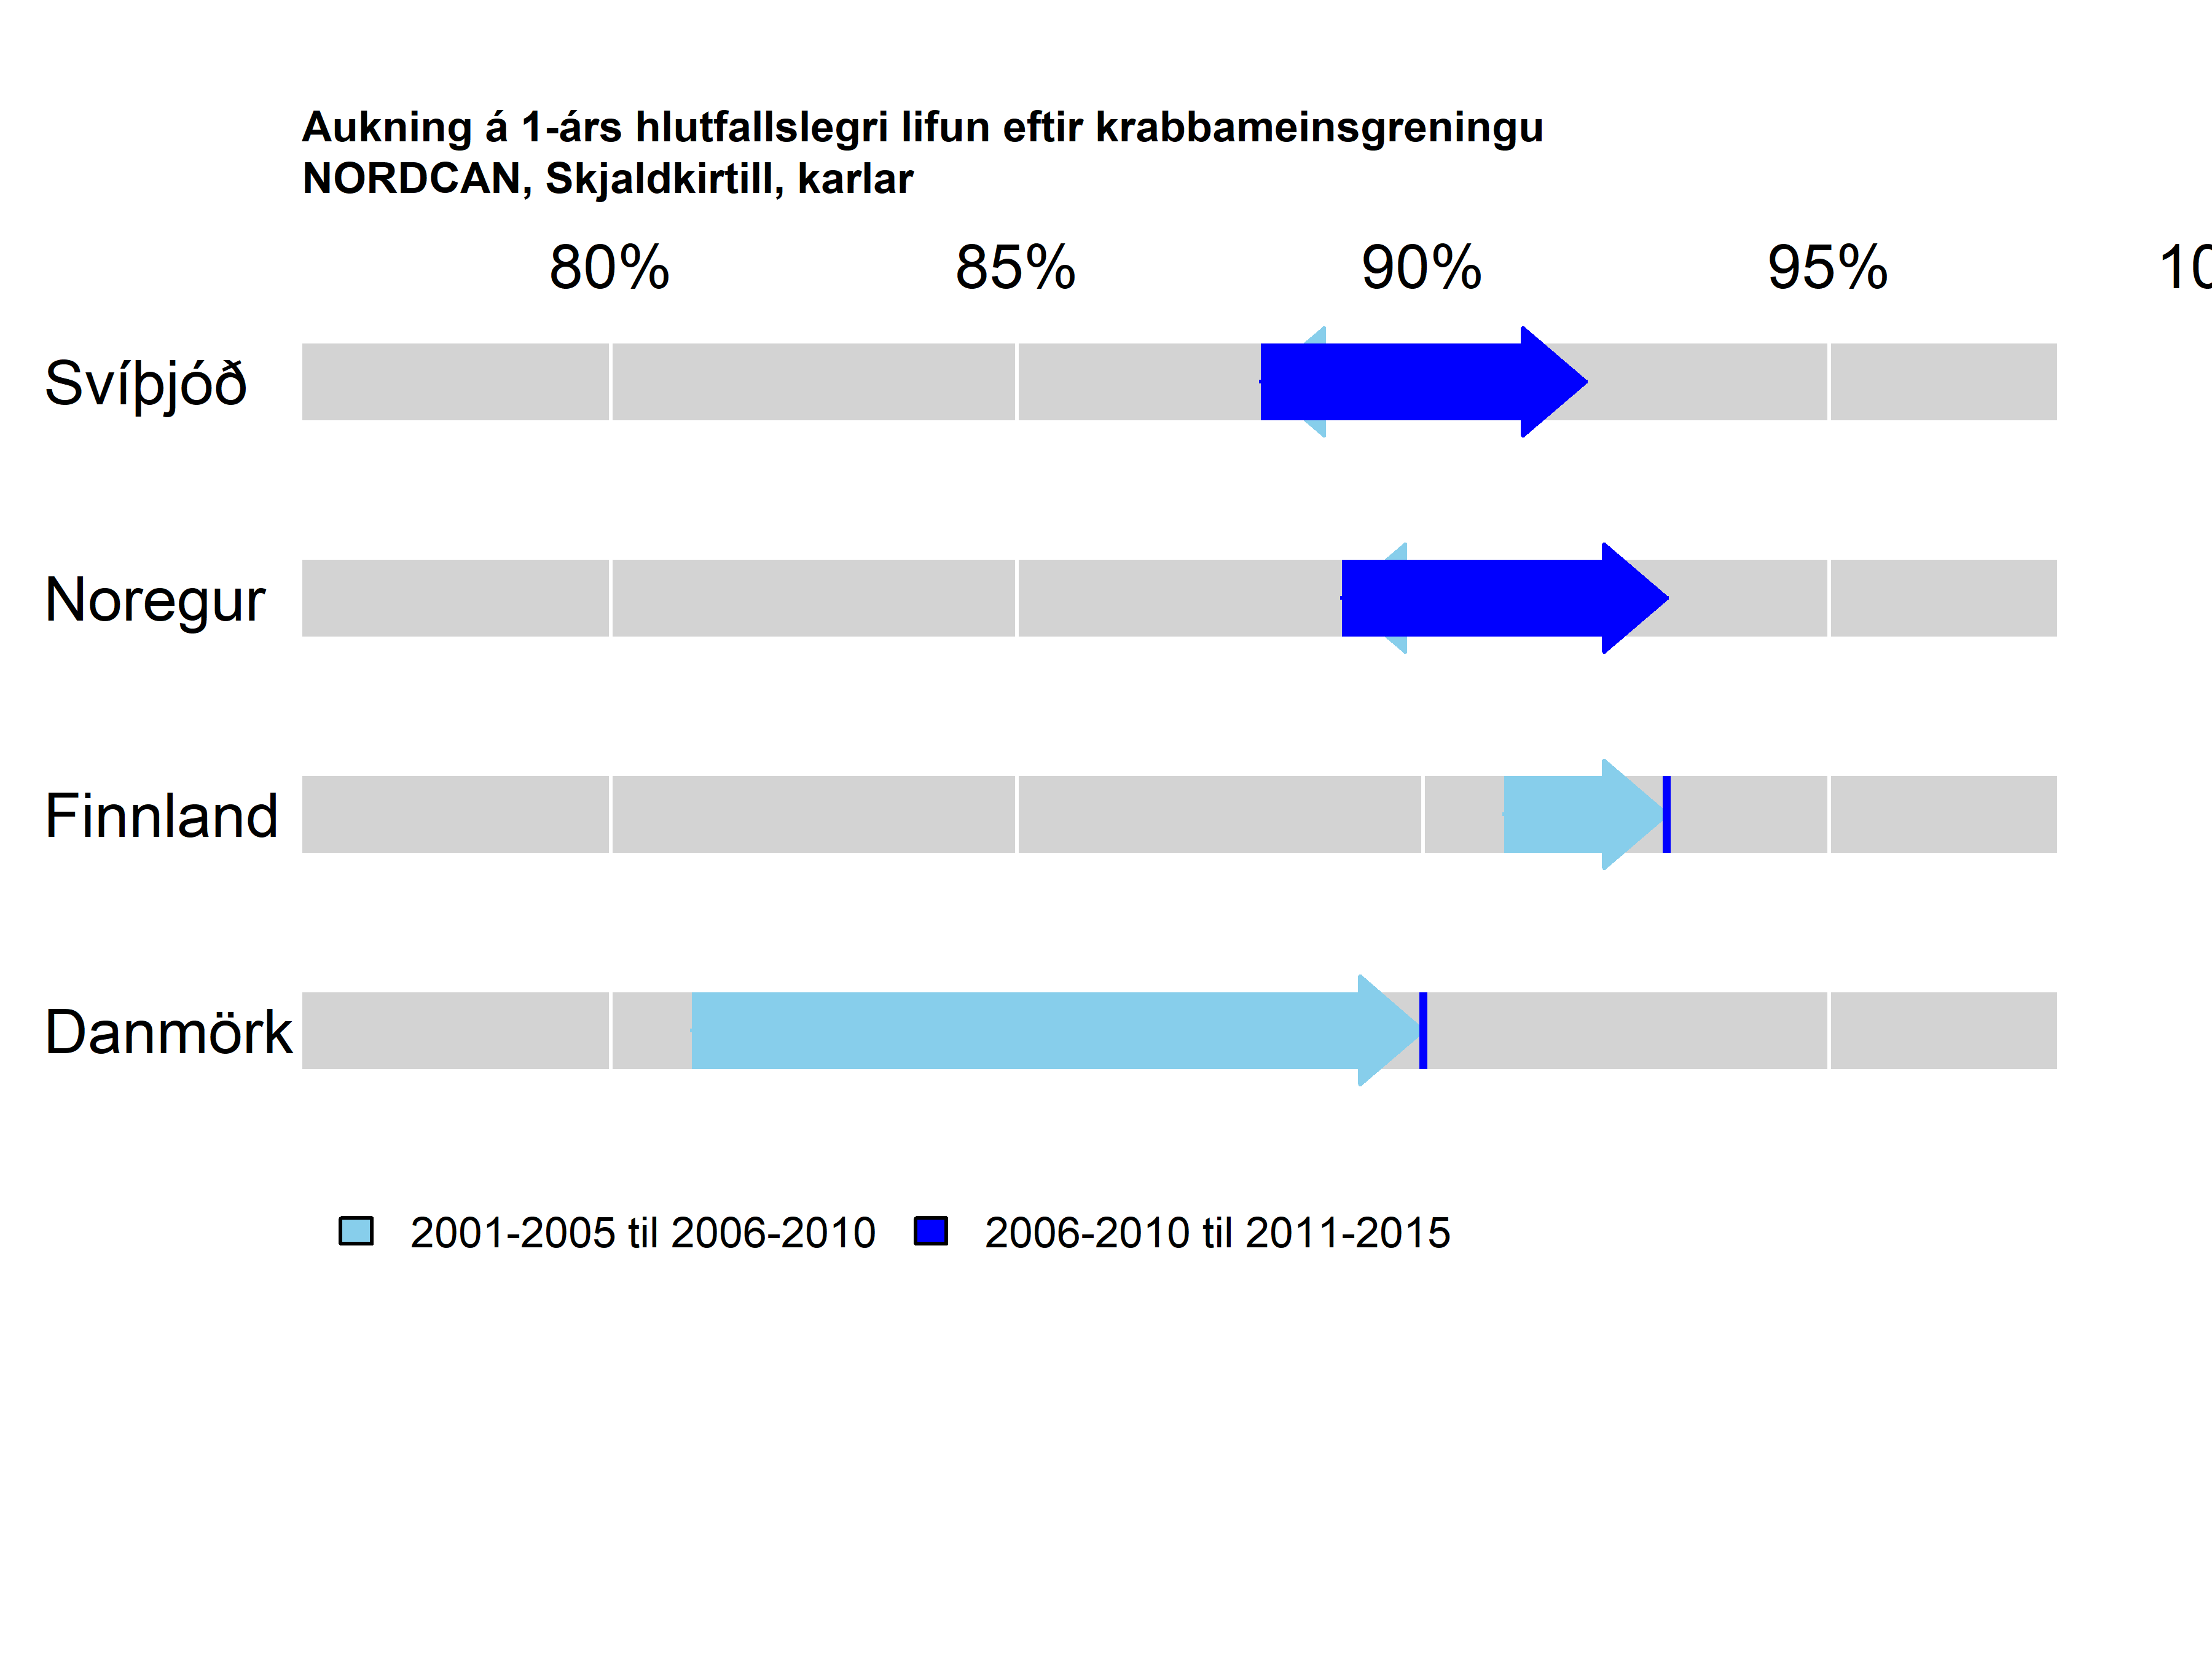 Aukning á 1-árs hlutfallslegri lifun eftir krabbameinsgreningu
NORDCAN, Skjaldkirtill, karlar
80% 85% 90% 95% 10
Svíþjóð
Noregur
Finnland
Danmörk
2001-2005 til 2006-2010 2006-2010 til 2011-2015